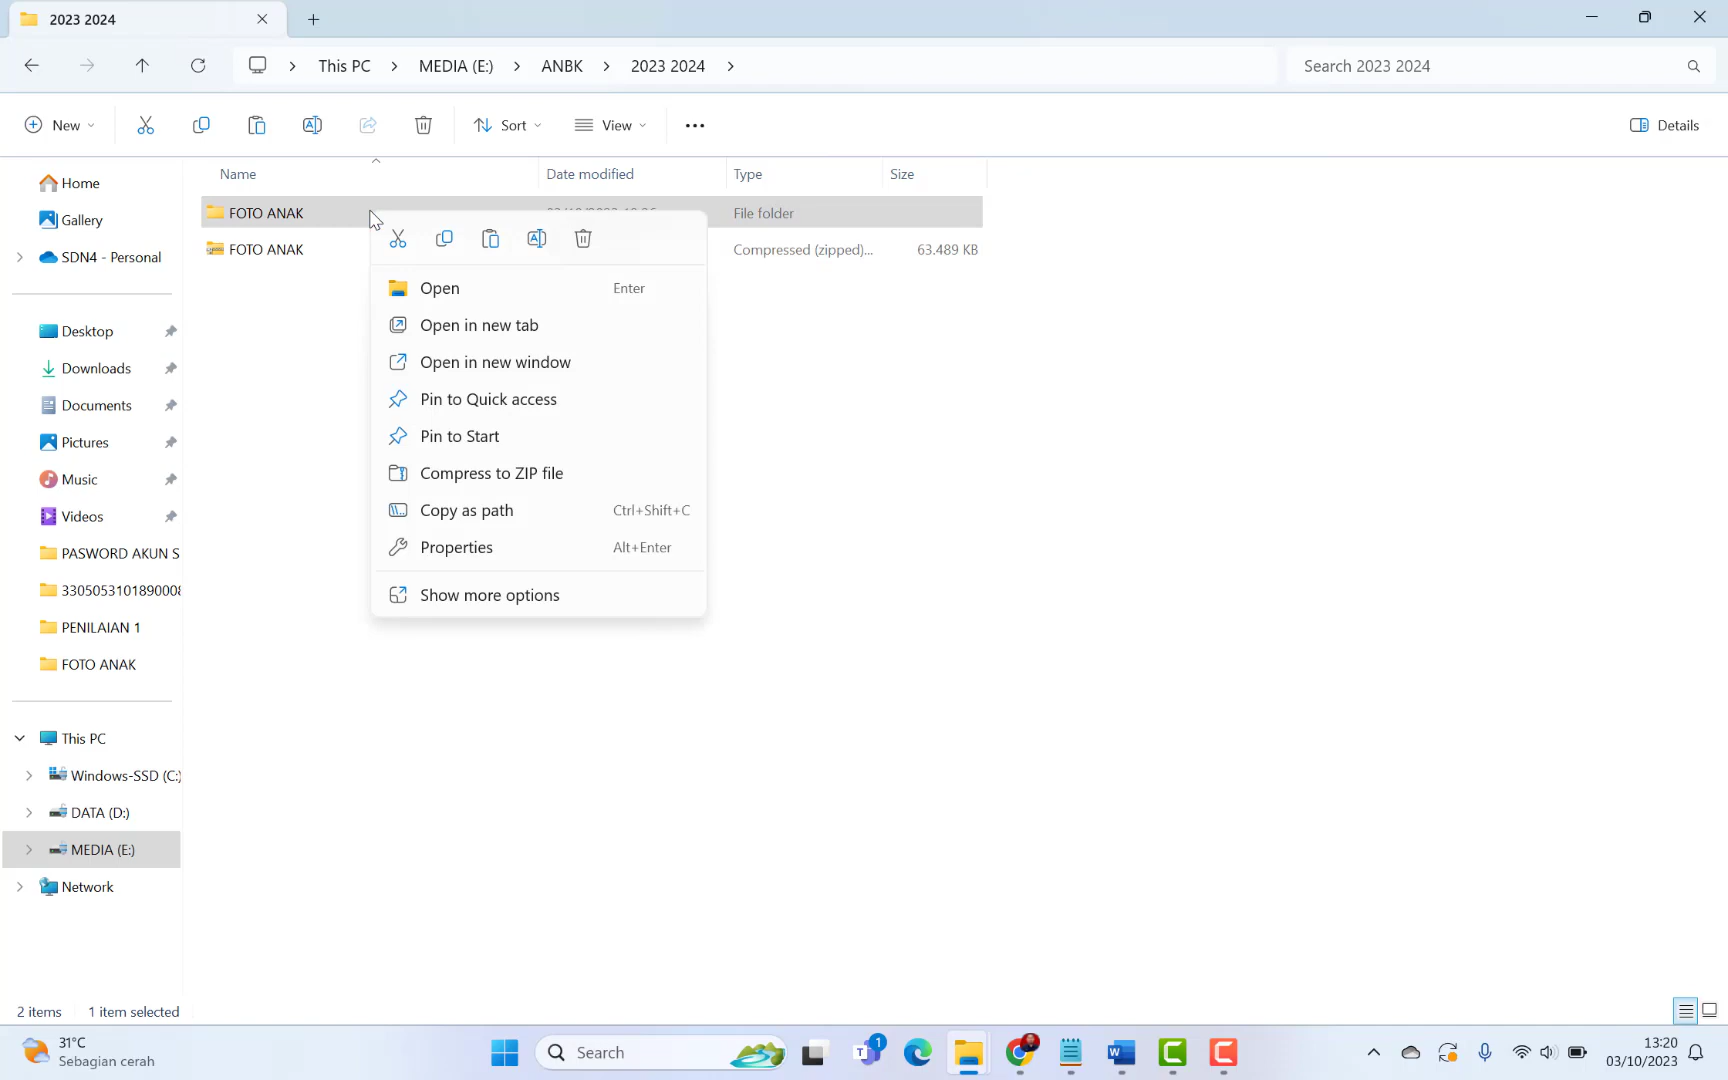 2023 2024
This PC
MEDIA (E:)
ANBK
2023 2024
Search 2023 2024
New
Sort
View
Details
Name
Date modified
Type
Size
FOTO ANAK
File folder
FOTO ANAK
Compressed (zipped)...
63.489 KB
Home
Gallery
SDN4 - Personal
Desktop
Downloads
Documents
Pictures
Music
Videos
PASWORD AKUN S
PENILAIAN 1
FOTO ANAK
This PC
Windows-SSD (C:)
DATA (D:)
MEDIA (E:)
Network
Open Enter
Open in new tab
Open in new window
Pin to Quick access
Pin to Start
Compress to ZIP file
Copy as path Ctrl+Shift+C
Properties Alt+Enter
Show more options
2 items 1 item selected
31°C
Sebagian cerah
Search
1
13:20
03/10/2023